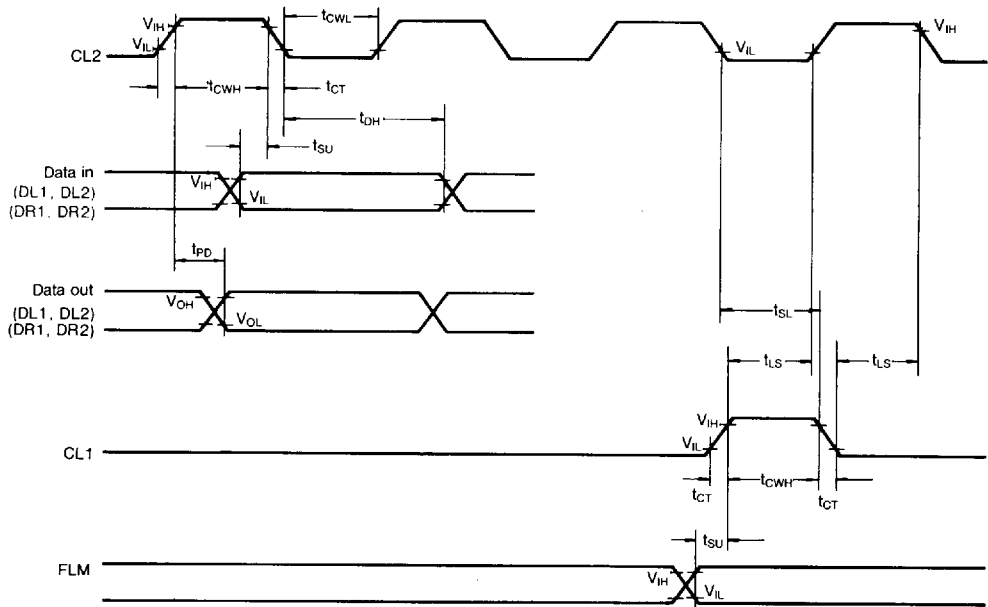 VIH
VIL
CL2
tCWL
VIL
VIH
tCWH
tCT
tDH
tSU
Data in
(DL1, DL2)
(DR1, DR2)
VIH
VIL
tPD
Data out
(DL1, DL2)
(DR1, DR2)
VOH
VOL
tSL
tLS
tLS
CL1
VIH
VIL
tCT
tCWH
tCT
tSU
FLM
VIH
VIL